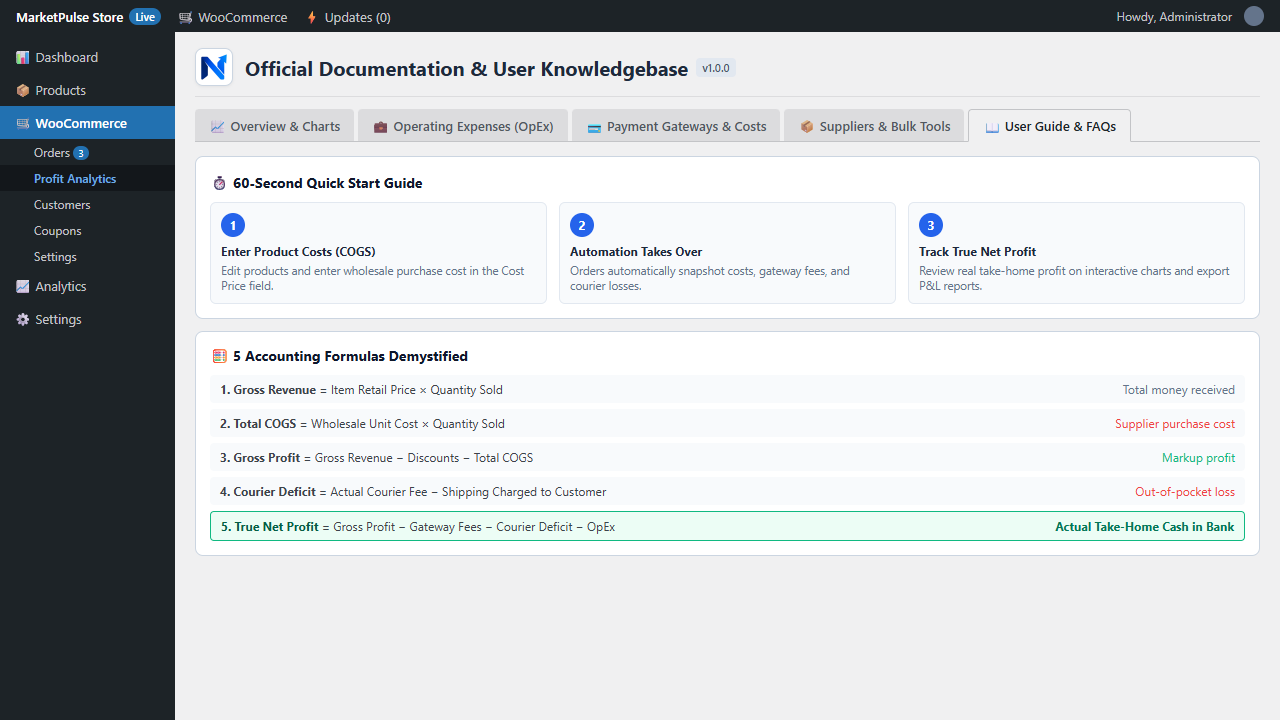 MarketPulse Store Live WooCommerce Updates (0) Howdy, Administrator
Dashboard
Products
WooCommerce
Orders 3
Profit Analytics
Customers
Coupons
Settings
Analytics
Settings
Official Documentation & User Knowledgebase v1.0.0
Overview & Charts Operating Expenses (OpEx) Payment Gateways & Costs Suppliers & Bulk Tools User Guide & FAQs
60-Second Quick Start Guide
1
Enter Product Costs (COGS)
Edit products and enter wholesale purchase cost in the Cost
Price field.
2
Automation Takes Over
Orders automatically snapshot costs, gateway fees, and
courier losses.
3
Track True Net Profit
Review real take-home profit on interactive charts and export
P&L reports.
5 Accounting Formulas Demystified
1. Gross Revenue = Item Retail Price × Quantity Sold Total money received
2. Total COGS = Wholesale Unit Cost × Quantity Sold Supplier purchase cost
3. Gross Profit = Gross Revenue − Discounts − Total COGS Markup profit
4. Courier Deficit = Actual Courier Fee − Shipping Charged to Customer Out-of-pocket loss
5. True Net Profit = Gross Profit − Gateway Fees − Courier Deficit − OpEx Actual Take-Home Cash in Bank